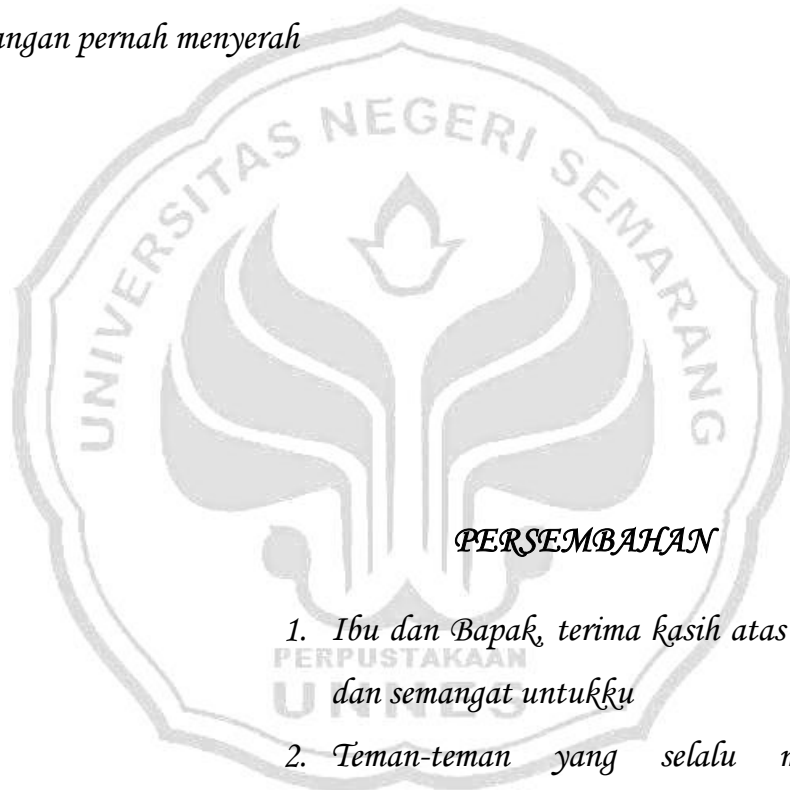 pernah menyerah
UNIVERSITAS NEGERI SEMARANG
PERSEMBAHAN
1. Ibu dan Bapak, terima kasih atas
PERPUSTAKAAN
dan semangat untukku
UNNES
2. Teman-teman yang selalu